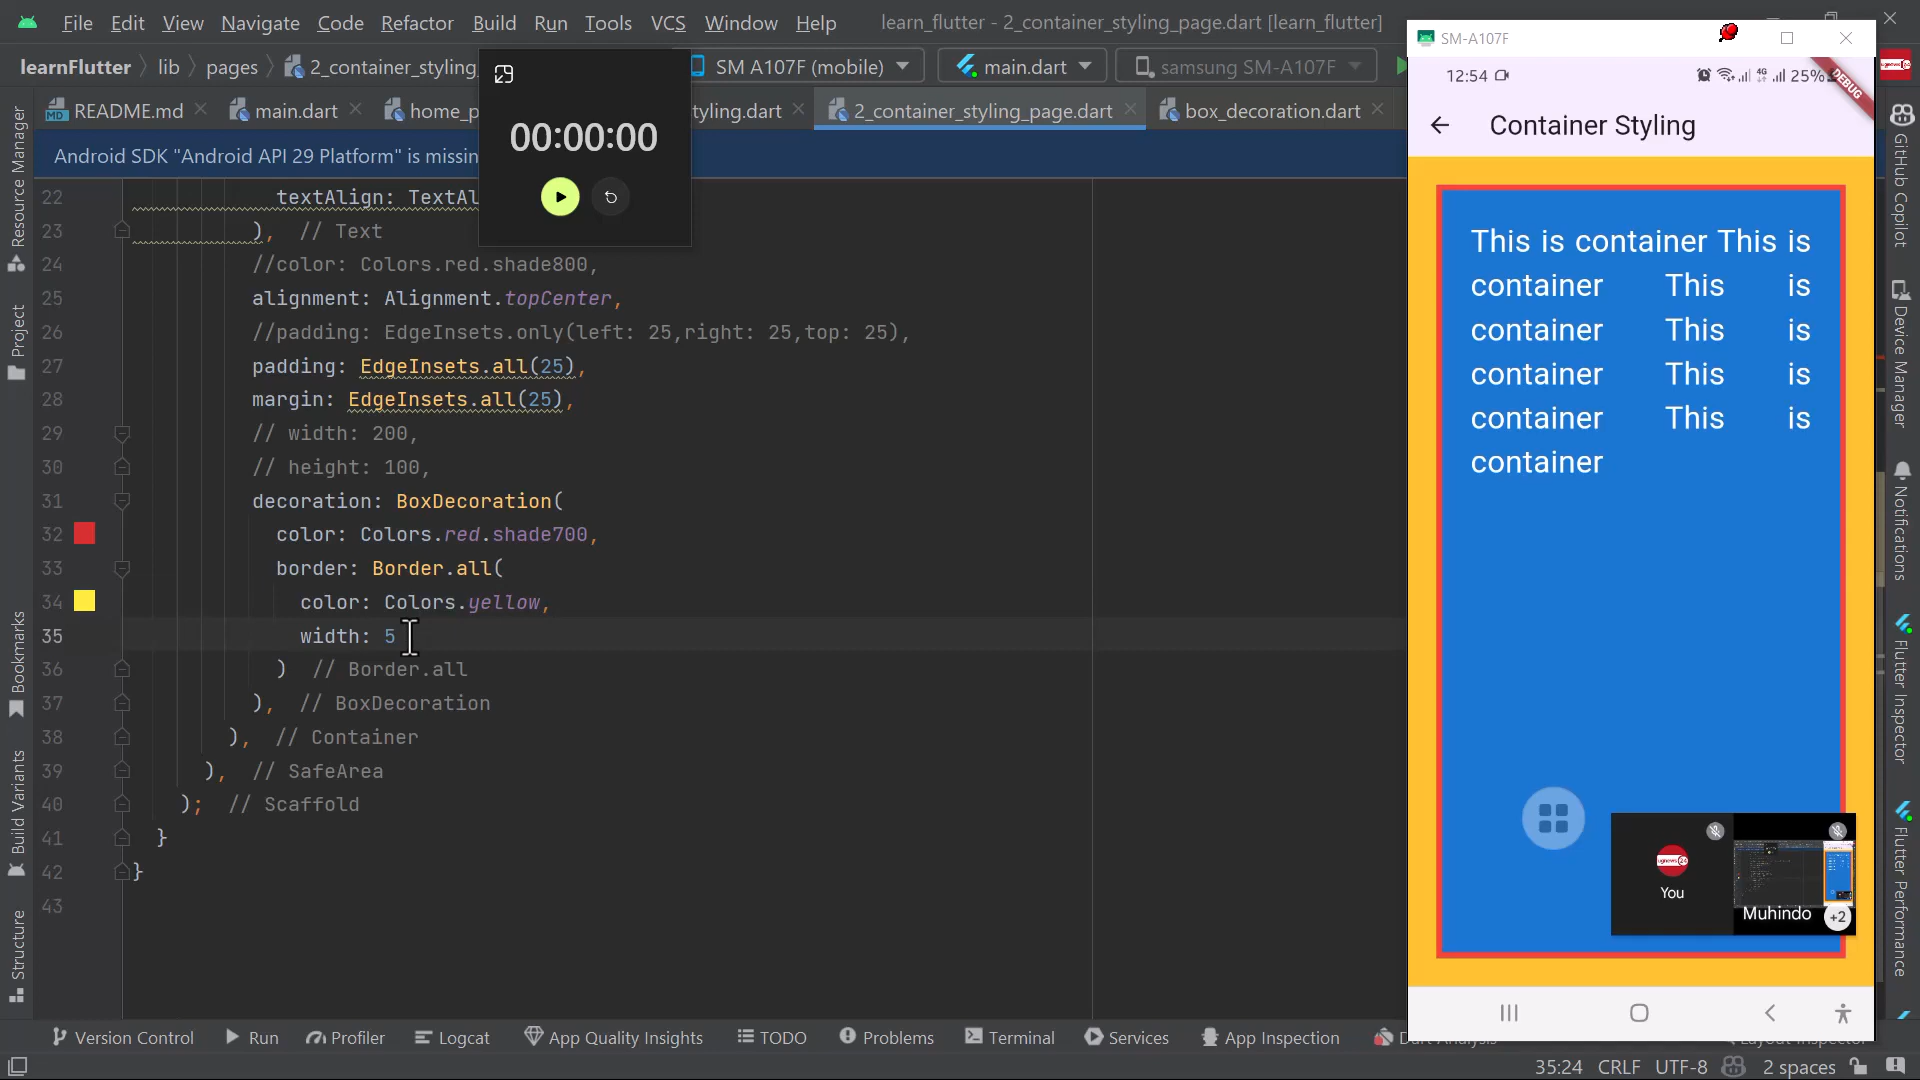 File Edit View Navigate Code Refactor Build Run Tools VCS Window Help
learn_flutter - 2_container_styling_page.dart [learn_flutter]
learnFlutter lib pages 2_container_styling_
SM A107F (mobile) main.dart samsung SM-A107F
README.md main.dart home_p yling.dart 2_container_styling_page.dart box_decoration.dart
Android SDK "Android API 29 Platform" is missin
00:00:00
22 textAlign: TextAl
23 ), // Text
24 //color: Colors.red.shade800,
25 alignment: Alignment.topCenter,
26 //padding: EdgeInsets.only(left: 25,right: 25,top: 25),
27 padding: EdgeInsets.all(25),
28 margin: EdgeInsets.all(25),
29 // width: 200,
30 // height: 100,
31 decoration: BoxDecoration(
32 color: Colors.red.shade700,
33 border: Border.all(
34 color: Colors.yellow,
35 width: 5
36 ) // Border.all
37 ), // BoxDecoration
38 ), // Container
39 ), // SafeArea
40 ); // Scaffold
41 }
42 }
43
Resource Manager
Project
Bookmarks
Build Variants
Structure
SM-A107F
12:54 4G 25%
DEBUG
Container Styling
This is container This is
container This is
container This is
container This is
container This is
container
You
Muhindo +2
GitHub Copilot
Device Manager
Notifications
Flutter Inspector
Flutter Performance
Version Control Run Profiler Logcat App Quality Insights TODO Problems Terminal Services App Inspection
35:24 CRLF UTF-8 2 spaces